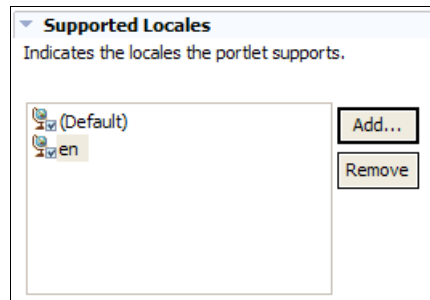 Supported Locales
Indicates the locales the portlet supports.
(Default)
en
Add...
Remove